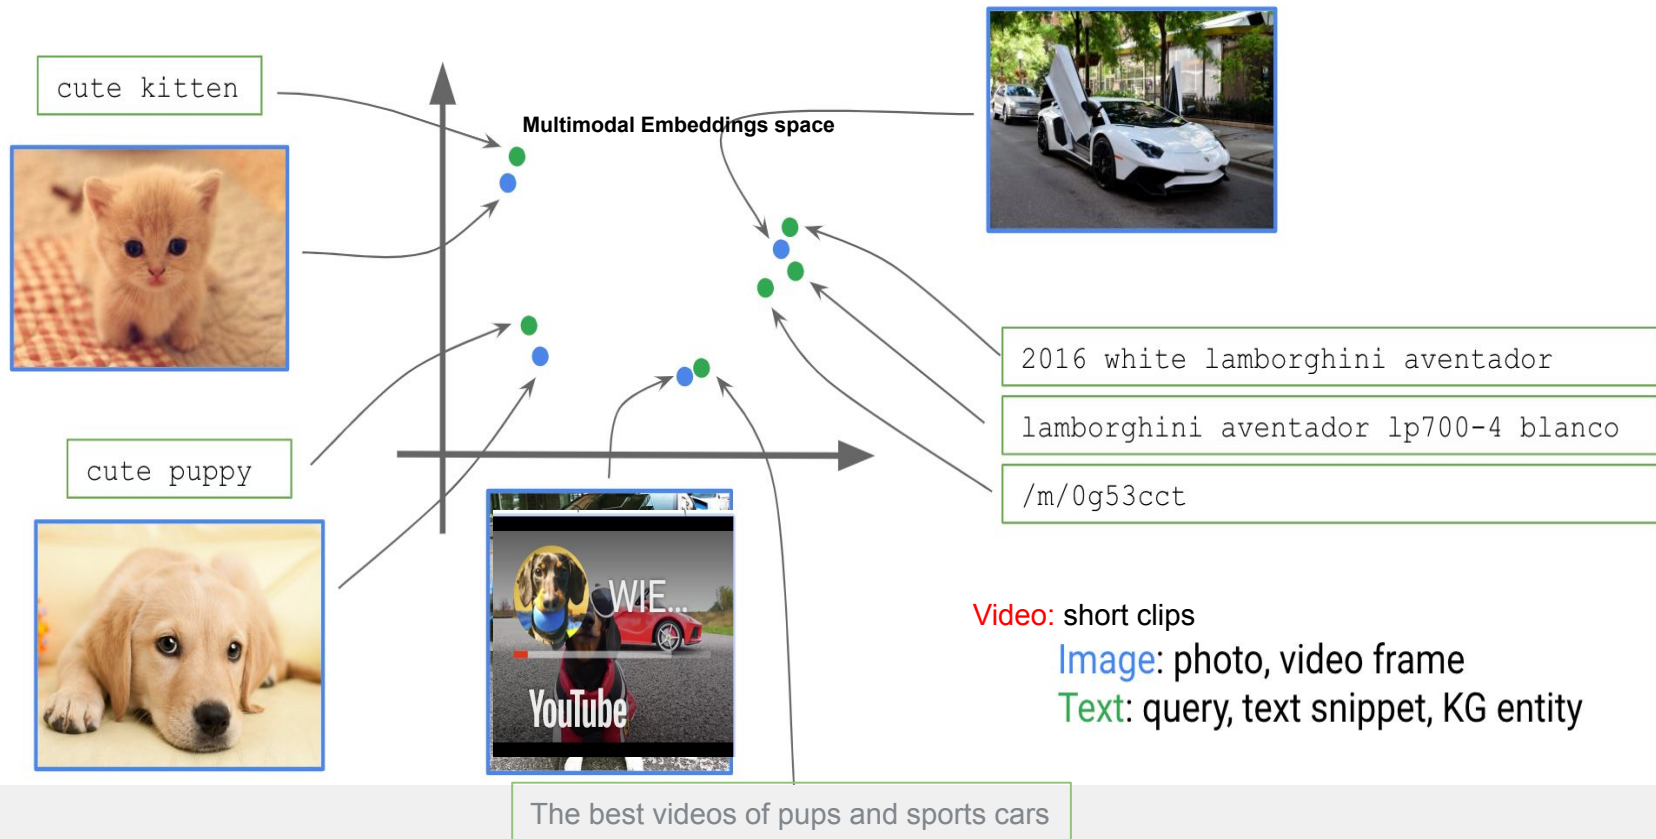 cute kitten
Multimodal Embeddings space
2016 white lamborghini aventador
lamborghini aventador lp700-4 blanco
/m/0g53cct
cute puppy
WIE...
YouTube
Video: short clips
Image: photo, video frame
Text: query, text snippet, KG entity
The best videos of pups and sports cars